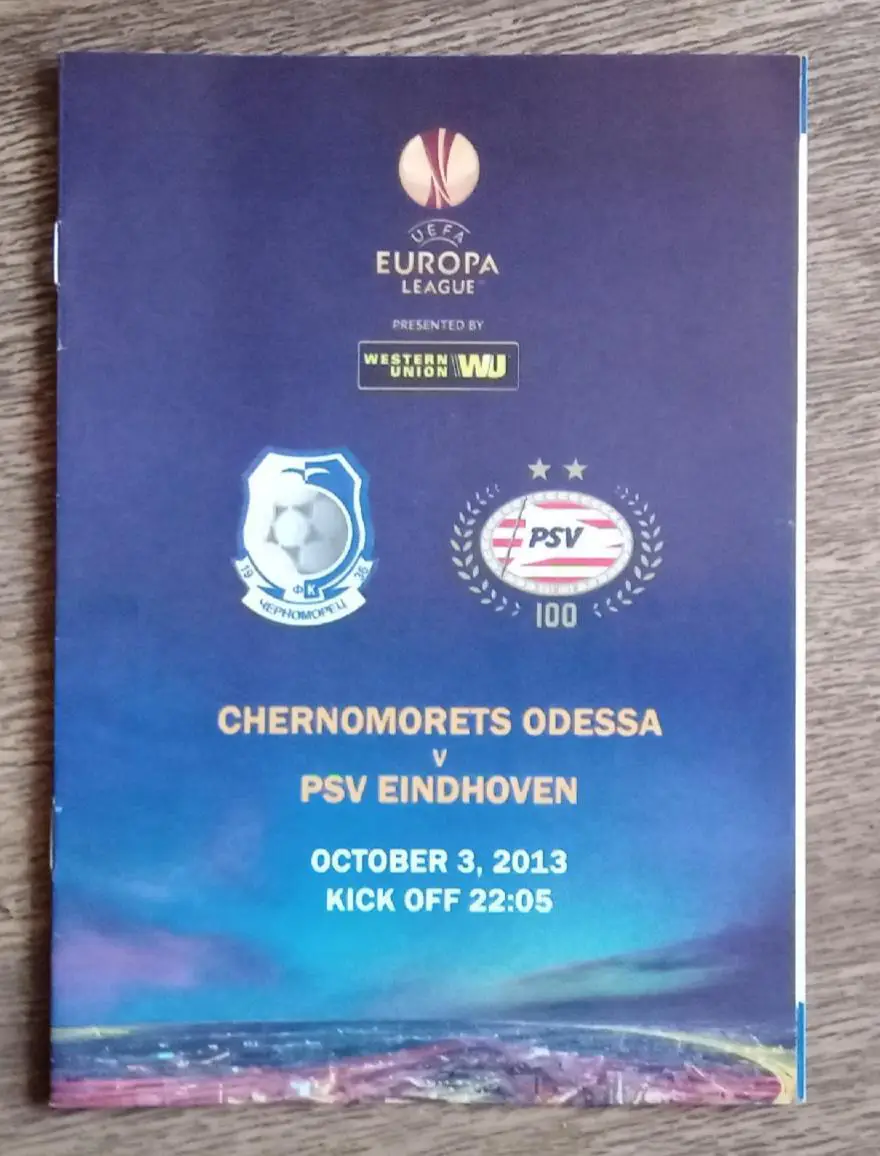 UEFA
EUROPA
LEAGUE
PRESENTED BY
WESTERN
UNION WU
19 ФК 36
ЧЕРНОМОРЕЦ
PSV
100
CHERNOMORETS ODESSA
V
PSV EINDHOVEN
OCTOBER 3, 2013
KICK OFF 22:05